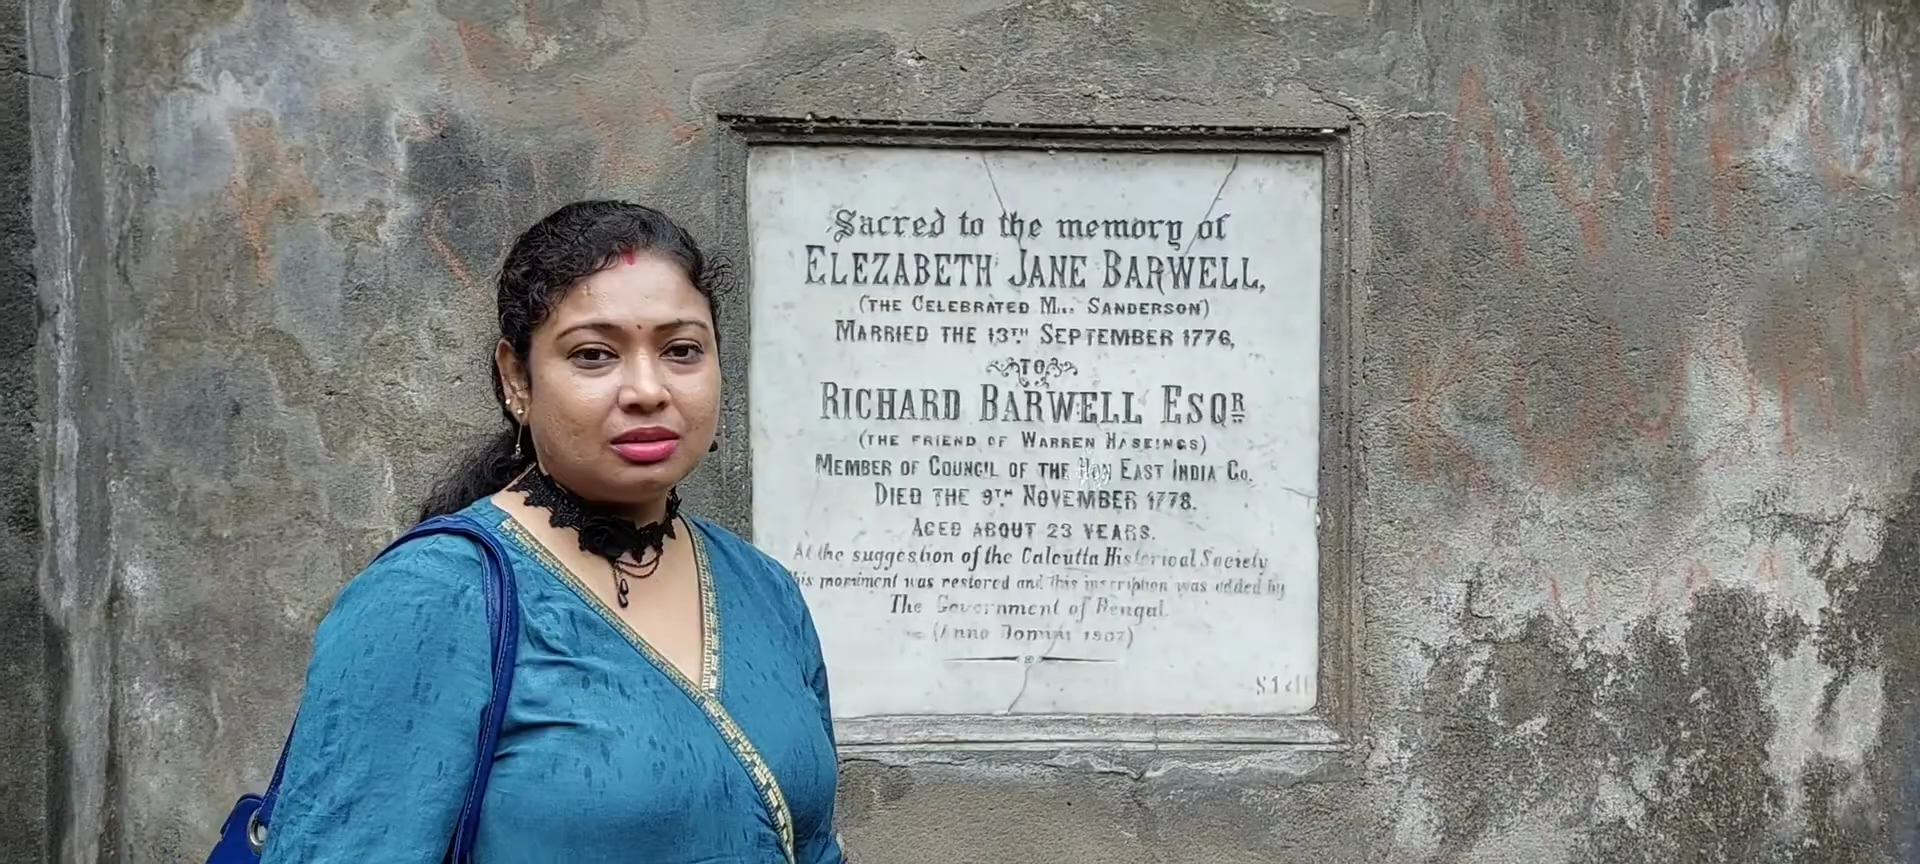 Sacred to the memory of
ELEZABETH JANE BARWELL,
(THE CELEBRATED SANDERSON)
MARRIED THE 13TH SEPTEMBER 1776,
TO
RICHARD BARWELL ESQR
(THE FRIEND OF WARREN HASEINGS)
MEMBER OF COUNCIL OF THE HON EAST INDIA CO.
DIED THE 9TH NOVEMBER 1778.
AGED ABOUT 23 YEARS.
At the suggestion of the Calcutta Historical Society
was restored and this inscription was added by
The Government of Bengal.
(Anno Domini 1907)